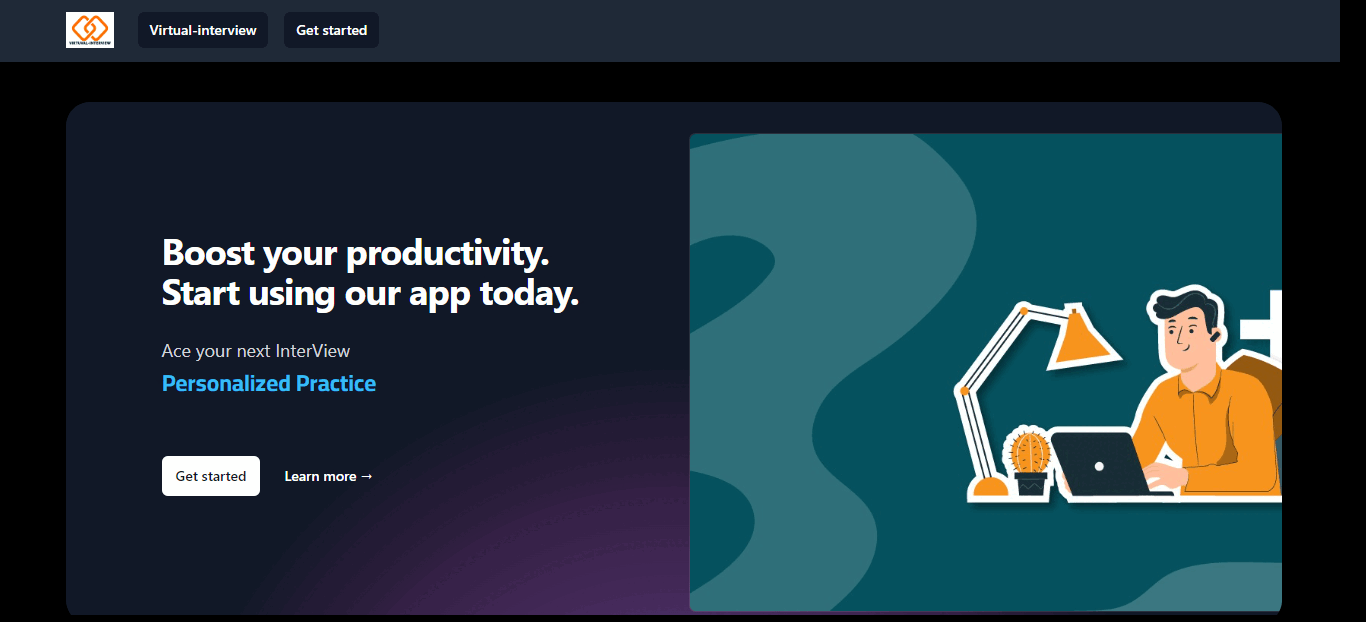 VIRTUAL-INTERVIEW
Virtual-interview
Get started
Boost your productivity.
Start using our app today.
Ace your next InterView
Personalized Practice
Get started
Learn more →